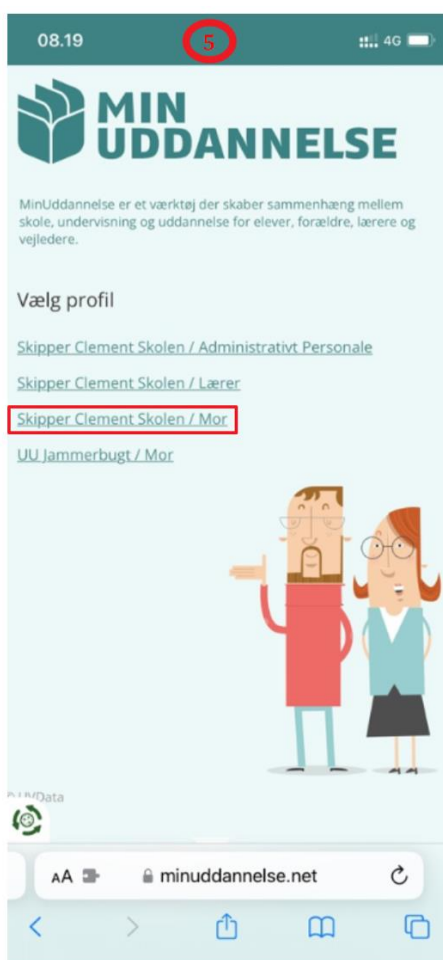 08.19
5
4G
MIN
UDDANNELSE
MinUddannelse er et værktøj der skaber sammenhæng mellem
skole, undervisning og uddannelse for elever, forældre, lærere og
vejledere.
Vælg profil
Skipper Clement Skolen / Administrativt Personale
Skipper Clement Skolen / Lærer
Skipper Clement Skolen / Mor
UU Jammerbugt / Mor
UVData
AA
minuddannelse.net